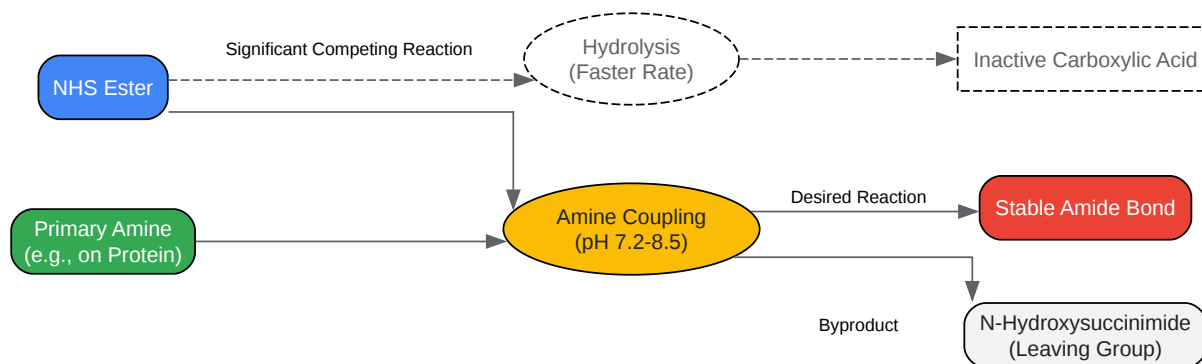 Significant Competing Reaction
Hydrolysis
(Faster Rate)
Inactive Carboxylic Acid
NHS Ester
Primary Amine
(e.g., on Protein)
Amine Coupling
(pH 7.2-8.5)
Desired Reaction
Stable Amide Bond
Byproduct
N-Hydroxysuccinimide
(Leaving Group)